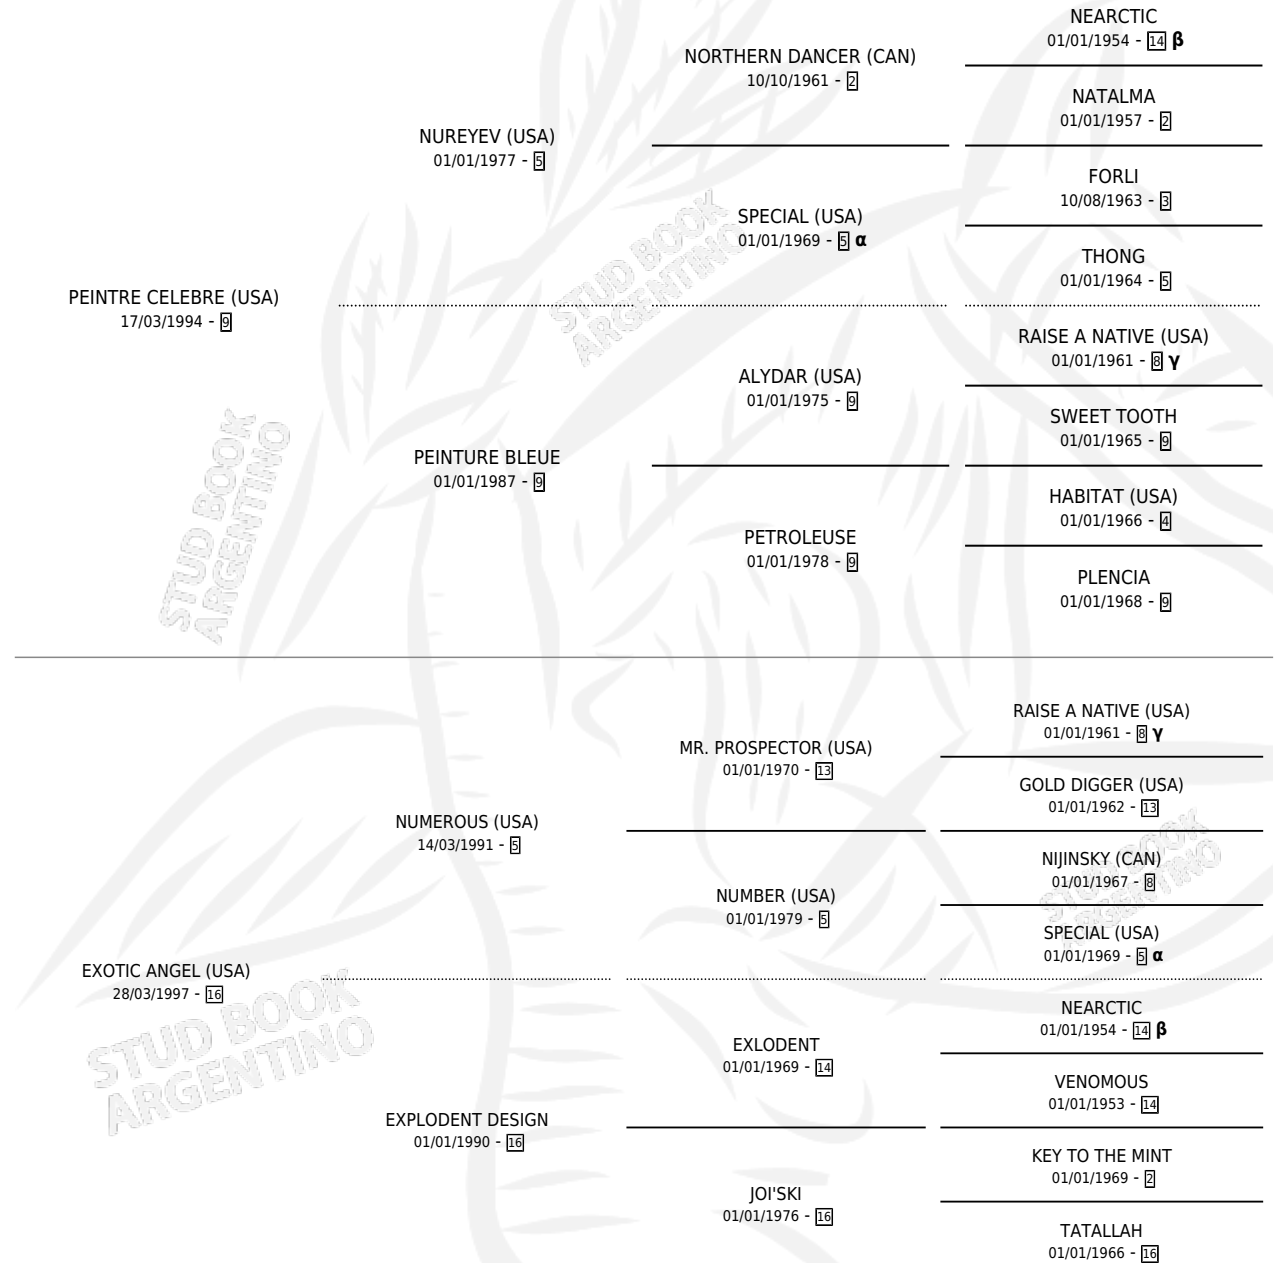 NEARCTIC
01/01/1954 - 14 β
NORTHERN DANCER (CAN)
10/10/1961 - 2
NATALMA
01/01/1957 - 2
NUREYEV (USA)
01/01/1977 - 5
FORLI
10/08/1963 - 3
SPECIAL (USA)
01/01/1969 - 5 α
THONG
01/01/1964 - 5
PEINTRE CELEBRE (USA)
17/03/1994 - 9
RAISE A NATIVE (USA)
01/01/1961 - 8 γ
ALYDAR (USA)
01/01/1975 - 9
SWEET TOOTH
01/01/1965 - 9
PEINTURE BLEUE
01/01/1987 - 9
HABITAT (USA)
01/01/1966 - 4
PETROLEUSE
01/01/1978 - 9
PLENCIA
01/01/1968 - 9
RAISE A NATIVE (USA)
01/01/1961 - 8 γ
MR. PROSPECTOR (USA)
01/01/1970 - 13
GOLD DIGGER (USA)
01/01/1962 - 13
NUMEROUS (USA)
14/03/1991 - 5
NIJINSKY (CAN)
01/01/1967 - 8
NUMBER (USA)
01/01/1979 - 5
SPECIAL (USA)
01/01/1969 - 5 α
EXOTIC ANGEL (USA)
28/03/1997 - 16
NEARCTIC
01/01/1954 - 14 β
EXLODENT
01/01/1969 - 14
VENOMOUS
01/01/1953 - 14
EXPLODENT DESIGN
01/01/1990 - 16
KEY TO THE MINT
01/01/1969 - 2
JOI'SKI
01/01/1976 - 16
TATALLAH
01/01/1966 - 16
STUD BOOK
ARGENTINO
STUD BOOK
ARGENTINO
STUD BOOK
ARGENTINO
STUD BOOK
ARGENTINO